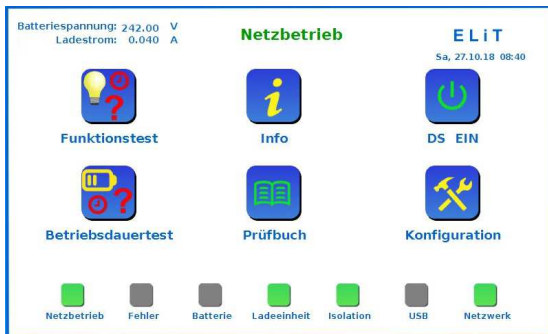 Batteriespannung: 242.00 V
Ladestrom: 0.040 A
Netzbetrieb
ELiT
Sa, 27.10.18 08:40
? i
Funktionstest Info DS EIN
?
Betriebsdauertest Prüfbuch Konfiguration
Netzbetrieb Fehler Batterie Ladeeinheit Isolation USB Netzwerk